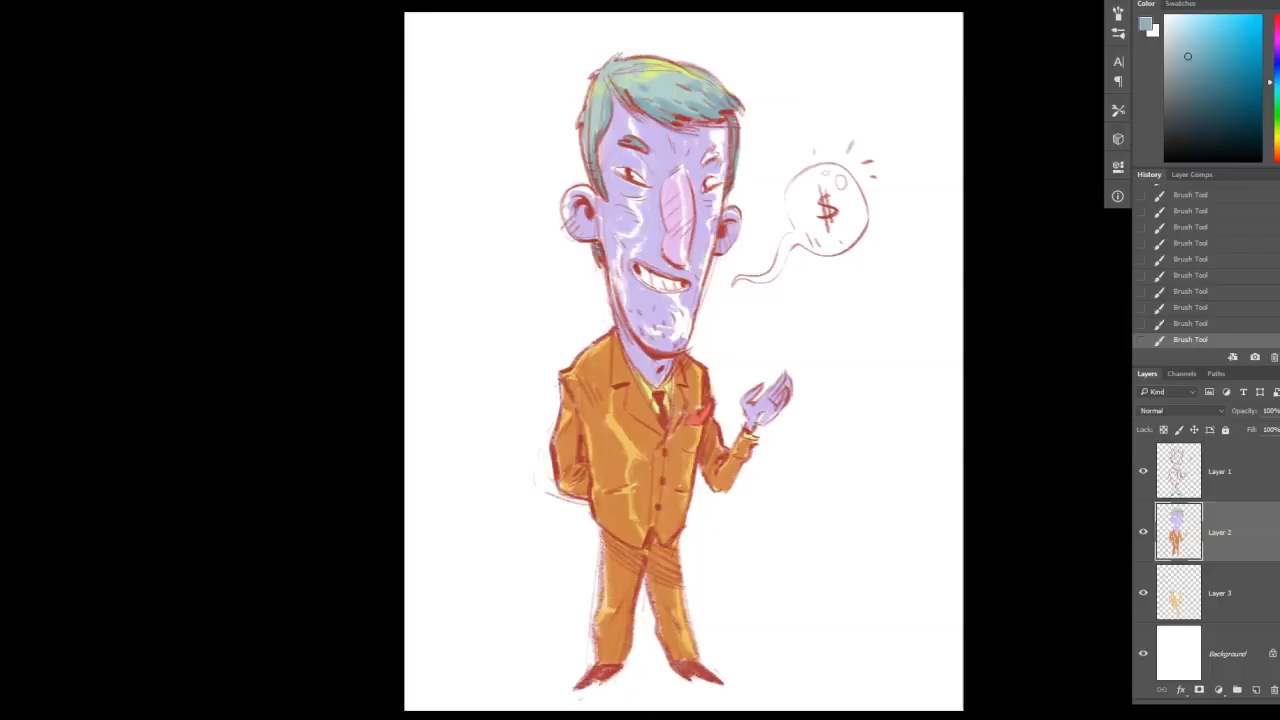 $
Color Swatches
A|
¶
History Layer Comps
Brush Tool
Brush Tool
Brush Tool
Brush Tool
Brush Tool
Brush Tool
Brush Tool
Brush Tool
Brush Tool
Brush Tool
Layers Channels Paths
Kind
Normal Opacity: 100%
Lock: Fill: 100%
Layer 1
Layer 2
Layer 3
Background
fx